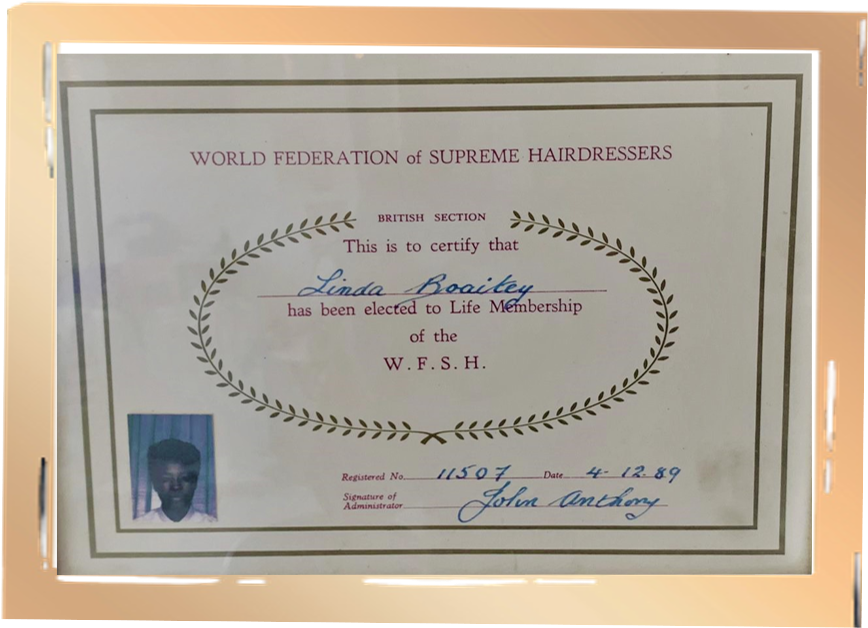 WORLD FEDERATION of SUPREME HAIRDRESSERS
BRITISH SECTION
This is to certify that
Linda Boaitey
has been elected to Life Membership
of the
W.F.S.H.
Registered No. 11507 Date 4. 12. 89
Signature of
Administrator John Anthony